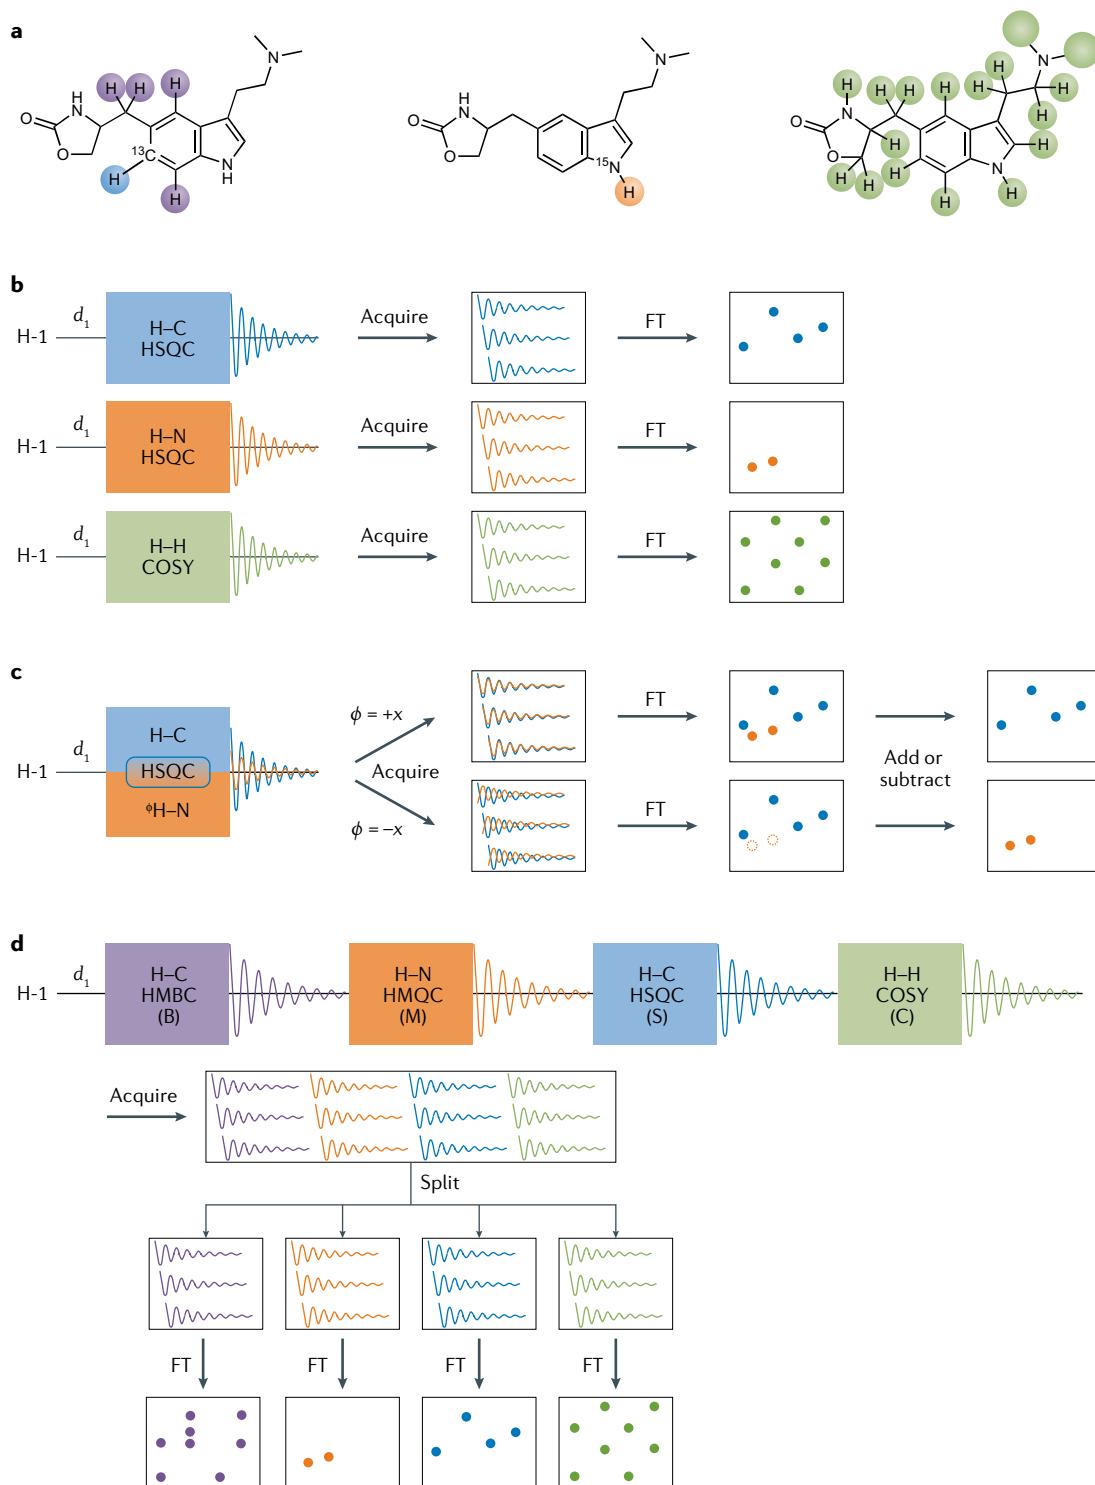 a
N
N
H H H
H H H
H H
N
N
N
H
H
H
O
NH
O
NH
O
N
H
O
13C
O
15N
O
H
H
H
N
H
H
H
H
H
N
H
H
H
H
b
d1
H-1
H–C
HSQC
Acquire
FT
d1
H-1
H–N
HSQC
Acquire
FT
d1
H-1
H–H
COSY
Acquire
FT
c
d1
H-1
H–C
HSQC
ϕH–N
ϕ = +x
Acquire
ϕ = –x
FT
FT
Add or
subtract
d
d1
H-1
H–C
HMBC
(B)
H–N
HMQC
(M)
H–C
HSQC
(S)
H–H
COSY
(C)
Acquire
Split
FT
FT
FT
FT